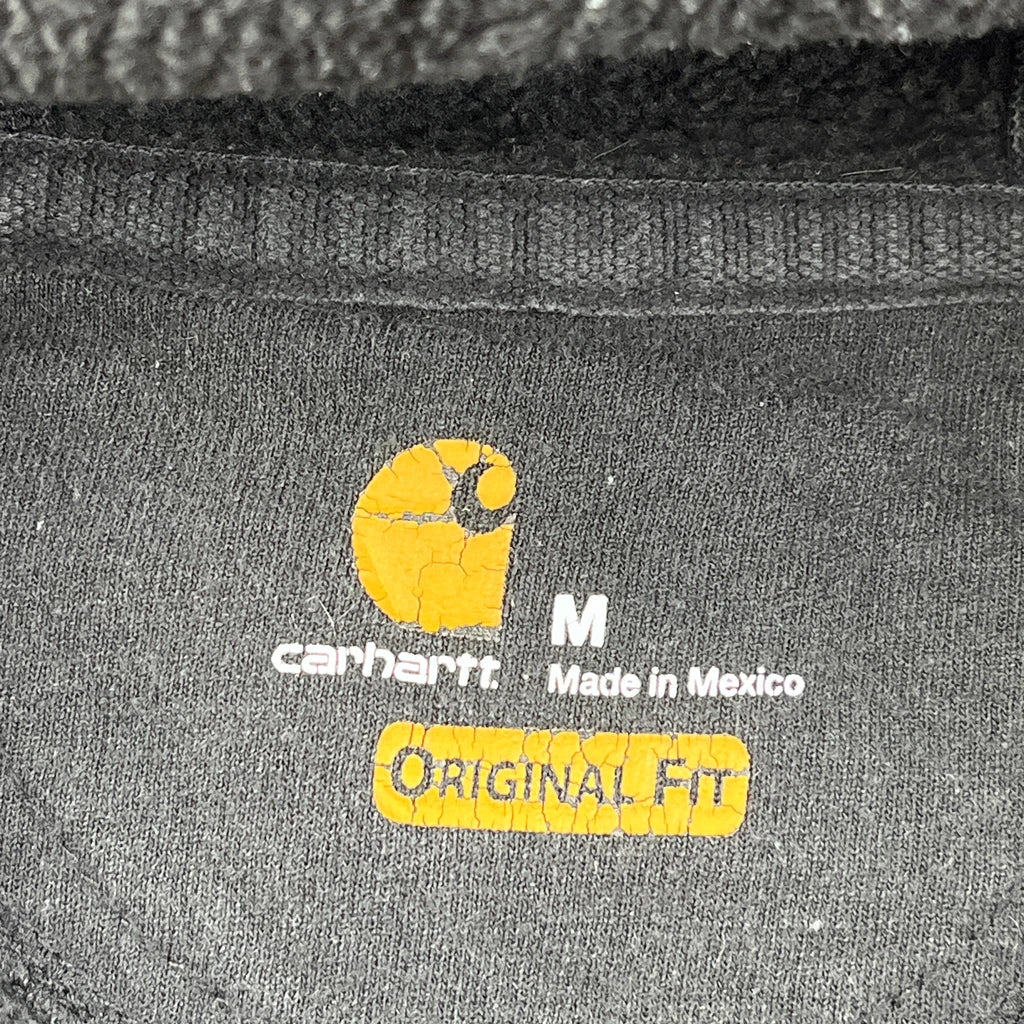 M
carhartt.
Made in Mexico
ORIGINAL FIT